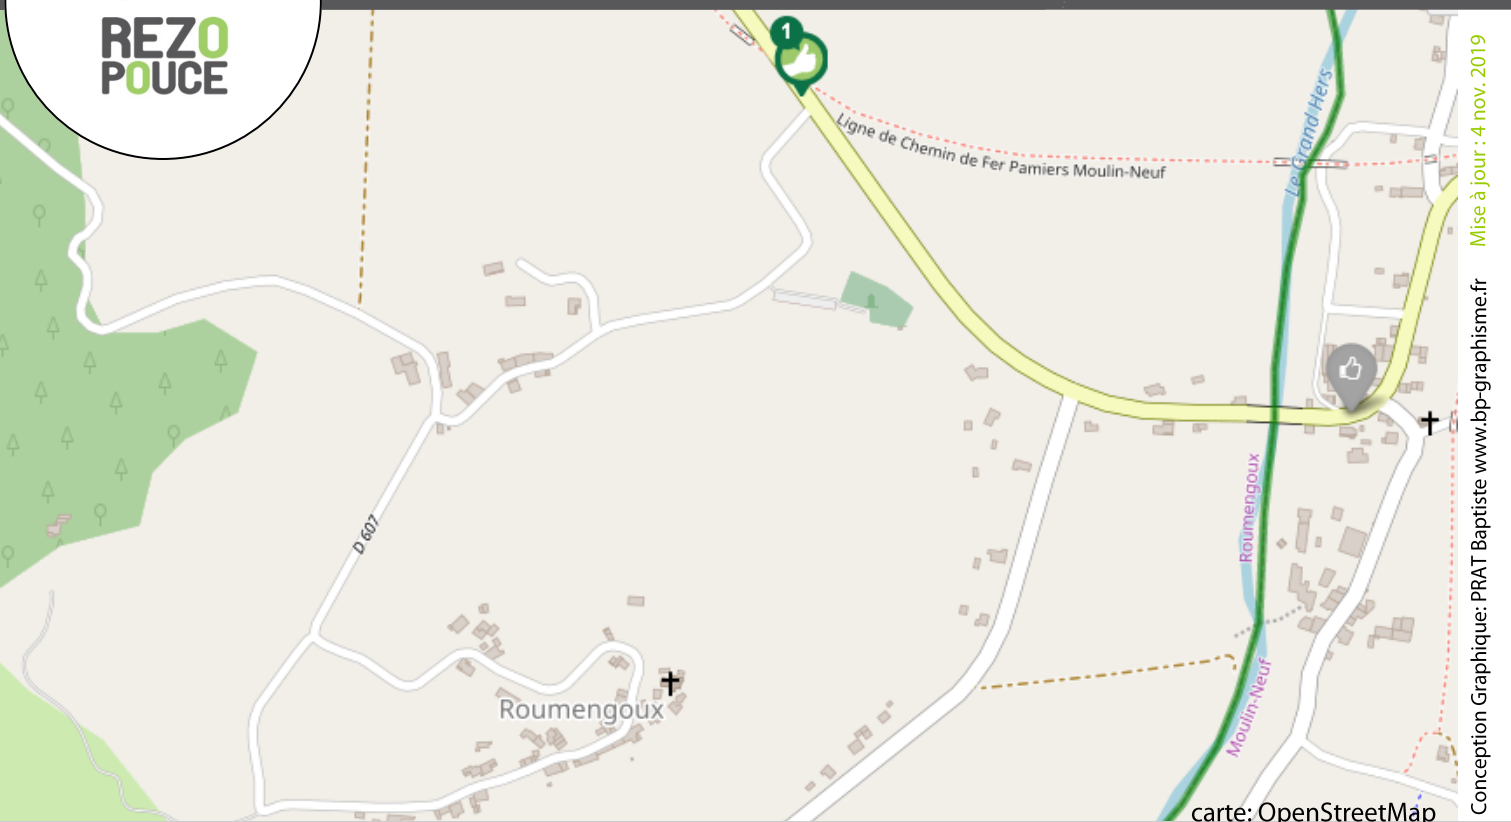 REZO
POUCE
1
Ligne de Chemin de Fer Pamiers Moulin-Neuf
Le Grand Hers
D 607
Roumengoux
Roumengoux
Moulin-Neuf
carte: OpenStreetMap
Mise à jour : 4 nov. 2019
Conception Graphique: PRAT Baptiste www.bp-graphisme.fr